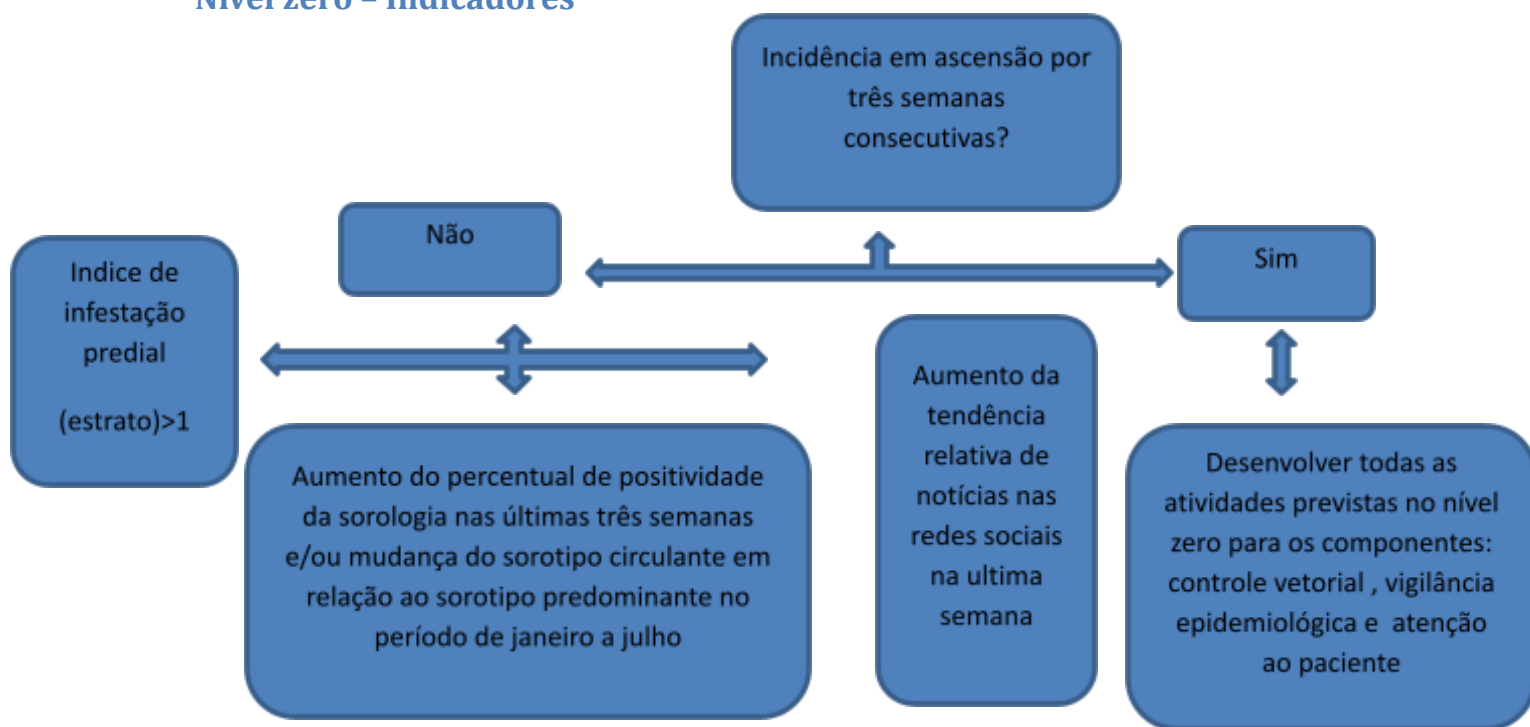 Nível zero – Indicadores
Incidência em ascensão por
três semanas
consecutivas?
Não
Sim
Indice de
infestação
predial
(estrato)>1
Aumento do percentual de positividade
da sorologia nas últimas três semanas
e/ou mudança do sorotipo circulante em
relação ao sorotipo predominante no
período de janeiro a julho
Aumento da
tendência
relativa de
notícias nas
redes sociais
na ultima
semana
Desenvolver todas as
atividades previstas no nível
zero para os componentes:
controle vetorial , vigilância
epidemiológica e atenção
ao paciente